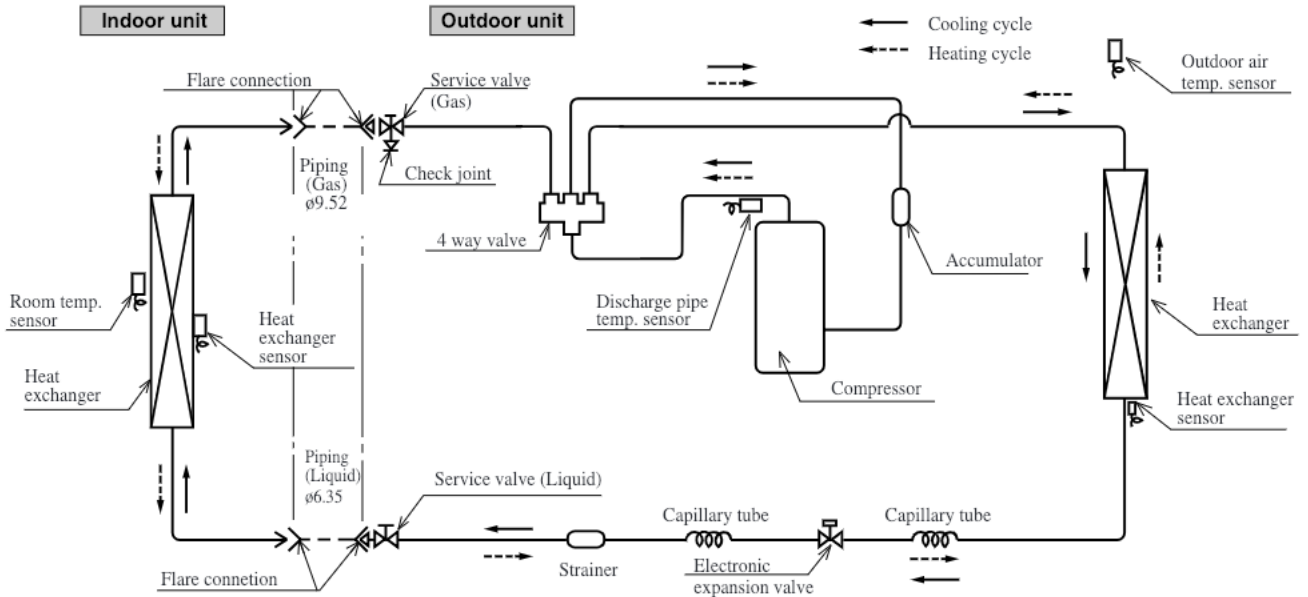 Indoor unit
Outdoor unit
Cooling cycle
Heating cycle
Outdoor air
temp. sensor
Flare connection
Service valve
(Gas)
Check joint
Piping
(Gas)
ø9.52
4 way valve
Accumulator
Room temp.
sensor
Heat
exchanger
sensor
Discharge pipe
temp. sensor
Heat
exchanger
Heat
exchanger
Compressor
Heat exchanger
sensor
Piping
(Liquid)
ø6.35
Service valve (Liquid)
Capillary tube
Capillary tube
Flare connetion
Strainer
Electronic
expansion valve